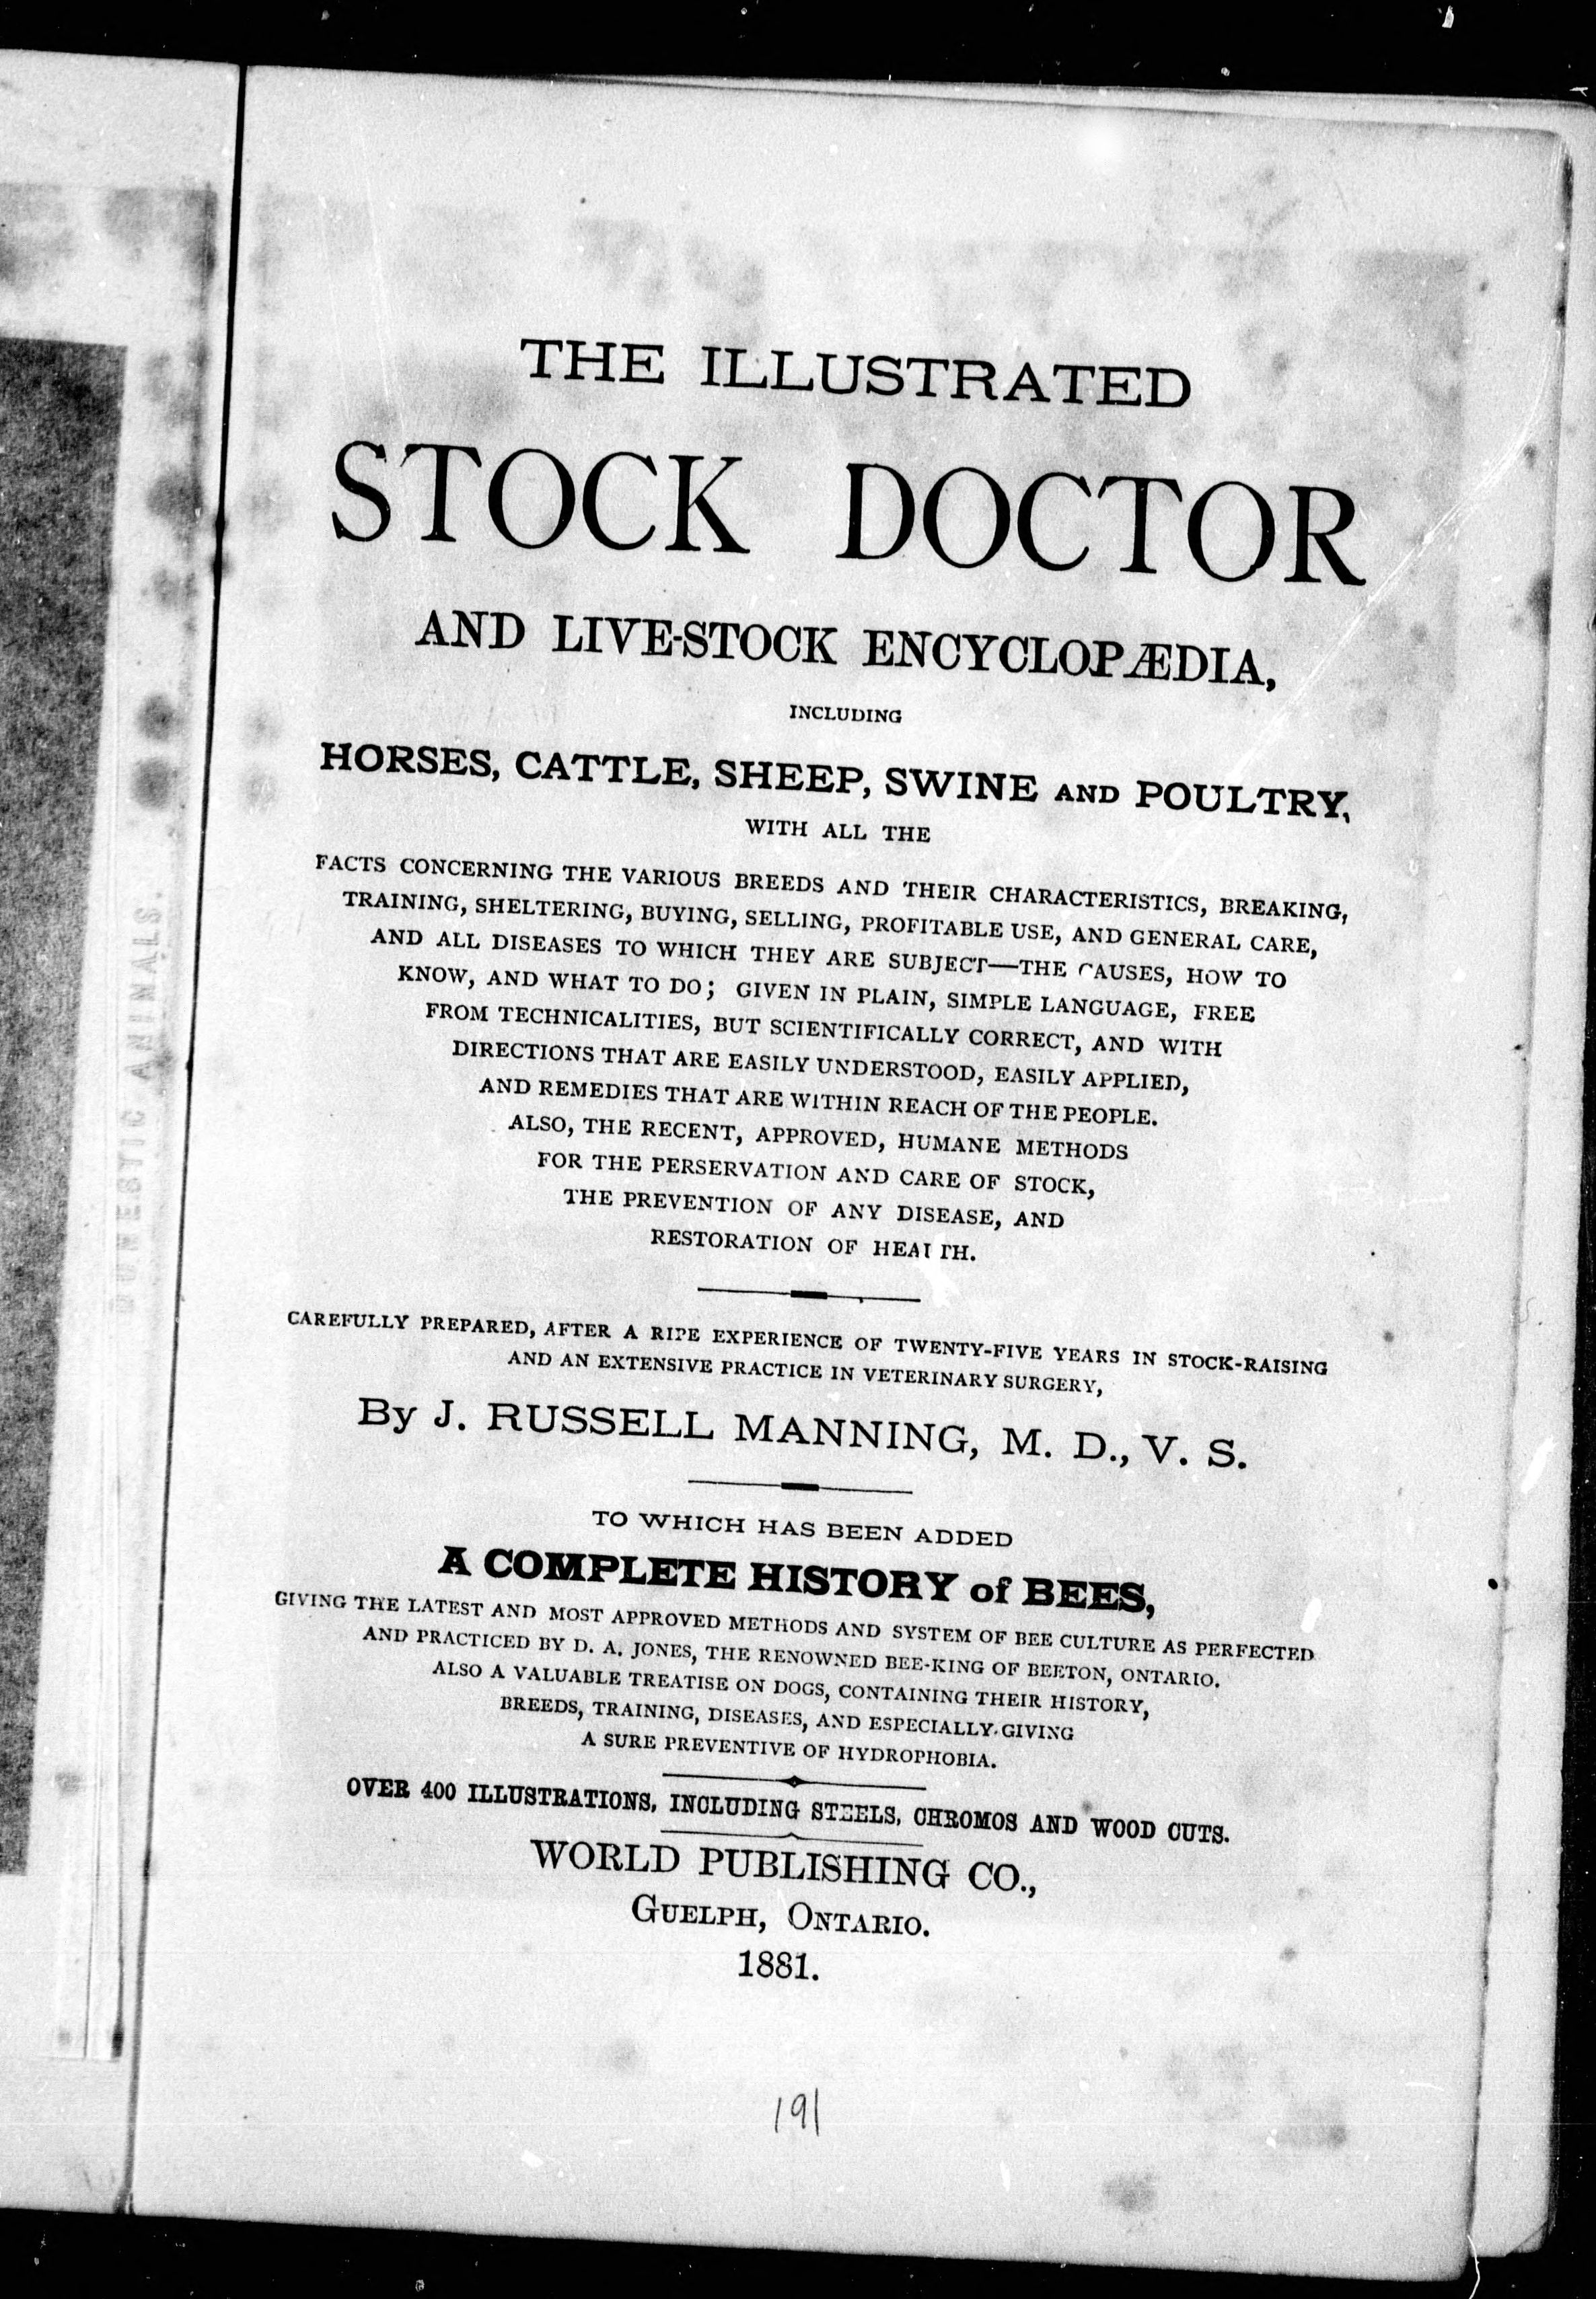 THE ILLUSTRATED
STOCK DOCTOR
AND LIVE-STOCK ENCYCLOPÆDIA,
INCLUDING
HORSES, CATTLE, SHEEP, SWINE AND POULTRY,
WITH ALL THE
FACTS CONCERNING THE VARIOUS BREEDS AND THEIR CHARACTERISTICS, BREAKING,
TRAINING, SHELTERING, BUYING, SELLING, PROFITABLE USE, AND GENERAL CARE,
AND ALL DISEASES TO WHICH THEY ARE SUBJECT—THE CAUSES, HOW TO
KNOW, AND WHAT TO DO; GIVEN IN PLAIN, SIMPLE LANGUAGE, FREE
FROM TECHNICALITIES, BUT SCIENTIFICALLY CORRECT, AND WITH
DIRECTIONS THAT ARE EASILY UNDERSTOOD, EASILY APPLIED,
AND REMEDIES THAT ARE WITHIN REACH OF THE PEOPLE.
ALSO, THE RECENT, APPROVED, HUMANE METHODS
FOR THE PERSERVATION AND CARE OF STOCK,
THE PREVENTION OF ANY DISEASE, AND
RESTORATION OF HEALTH.
CAREFULLY PREPARED, AFTER A RIPE EXPERIENCE OF TWENTY-FIVE YEARS IN STOCK-RAISING
AND AN EXTENSIVE PRACTICE IN VETERINARY SURGERY,
By J. RUSSELL MANNING, M. D., V. S.
TO WHICH HAS BEEN ADDED
A COMPLETE HISTORY of BEES,
GIVING THE LATEST AND MOST APPROVED METHODS AND SYSTEM OF BEE CULTURE AS PERFECTED
AND PRACTICED BY D. A. JONES, THE RENOWNED BEE-KING OF BEETON, ONTARIO.
ALSO A VALUABLE TREATISE ON DOGS, CONTAINING THEIR HISTORY,
BREEDS, TRAINING, DISEASES, AND ESPECIALLY GIVING
A SURE PREVENTIVE OF HYDROPHOBIA.
OVER 400 ILLUSTRATIONS, INCLUDING STEELS, CHROMOS AND WOOD CUTS.
WORLD PUBLISHING CO.,
GUELPH, ONTARIO.
1881.
191